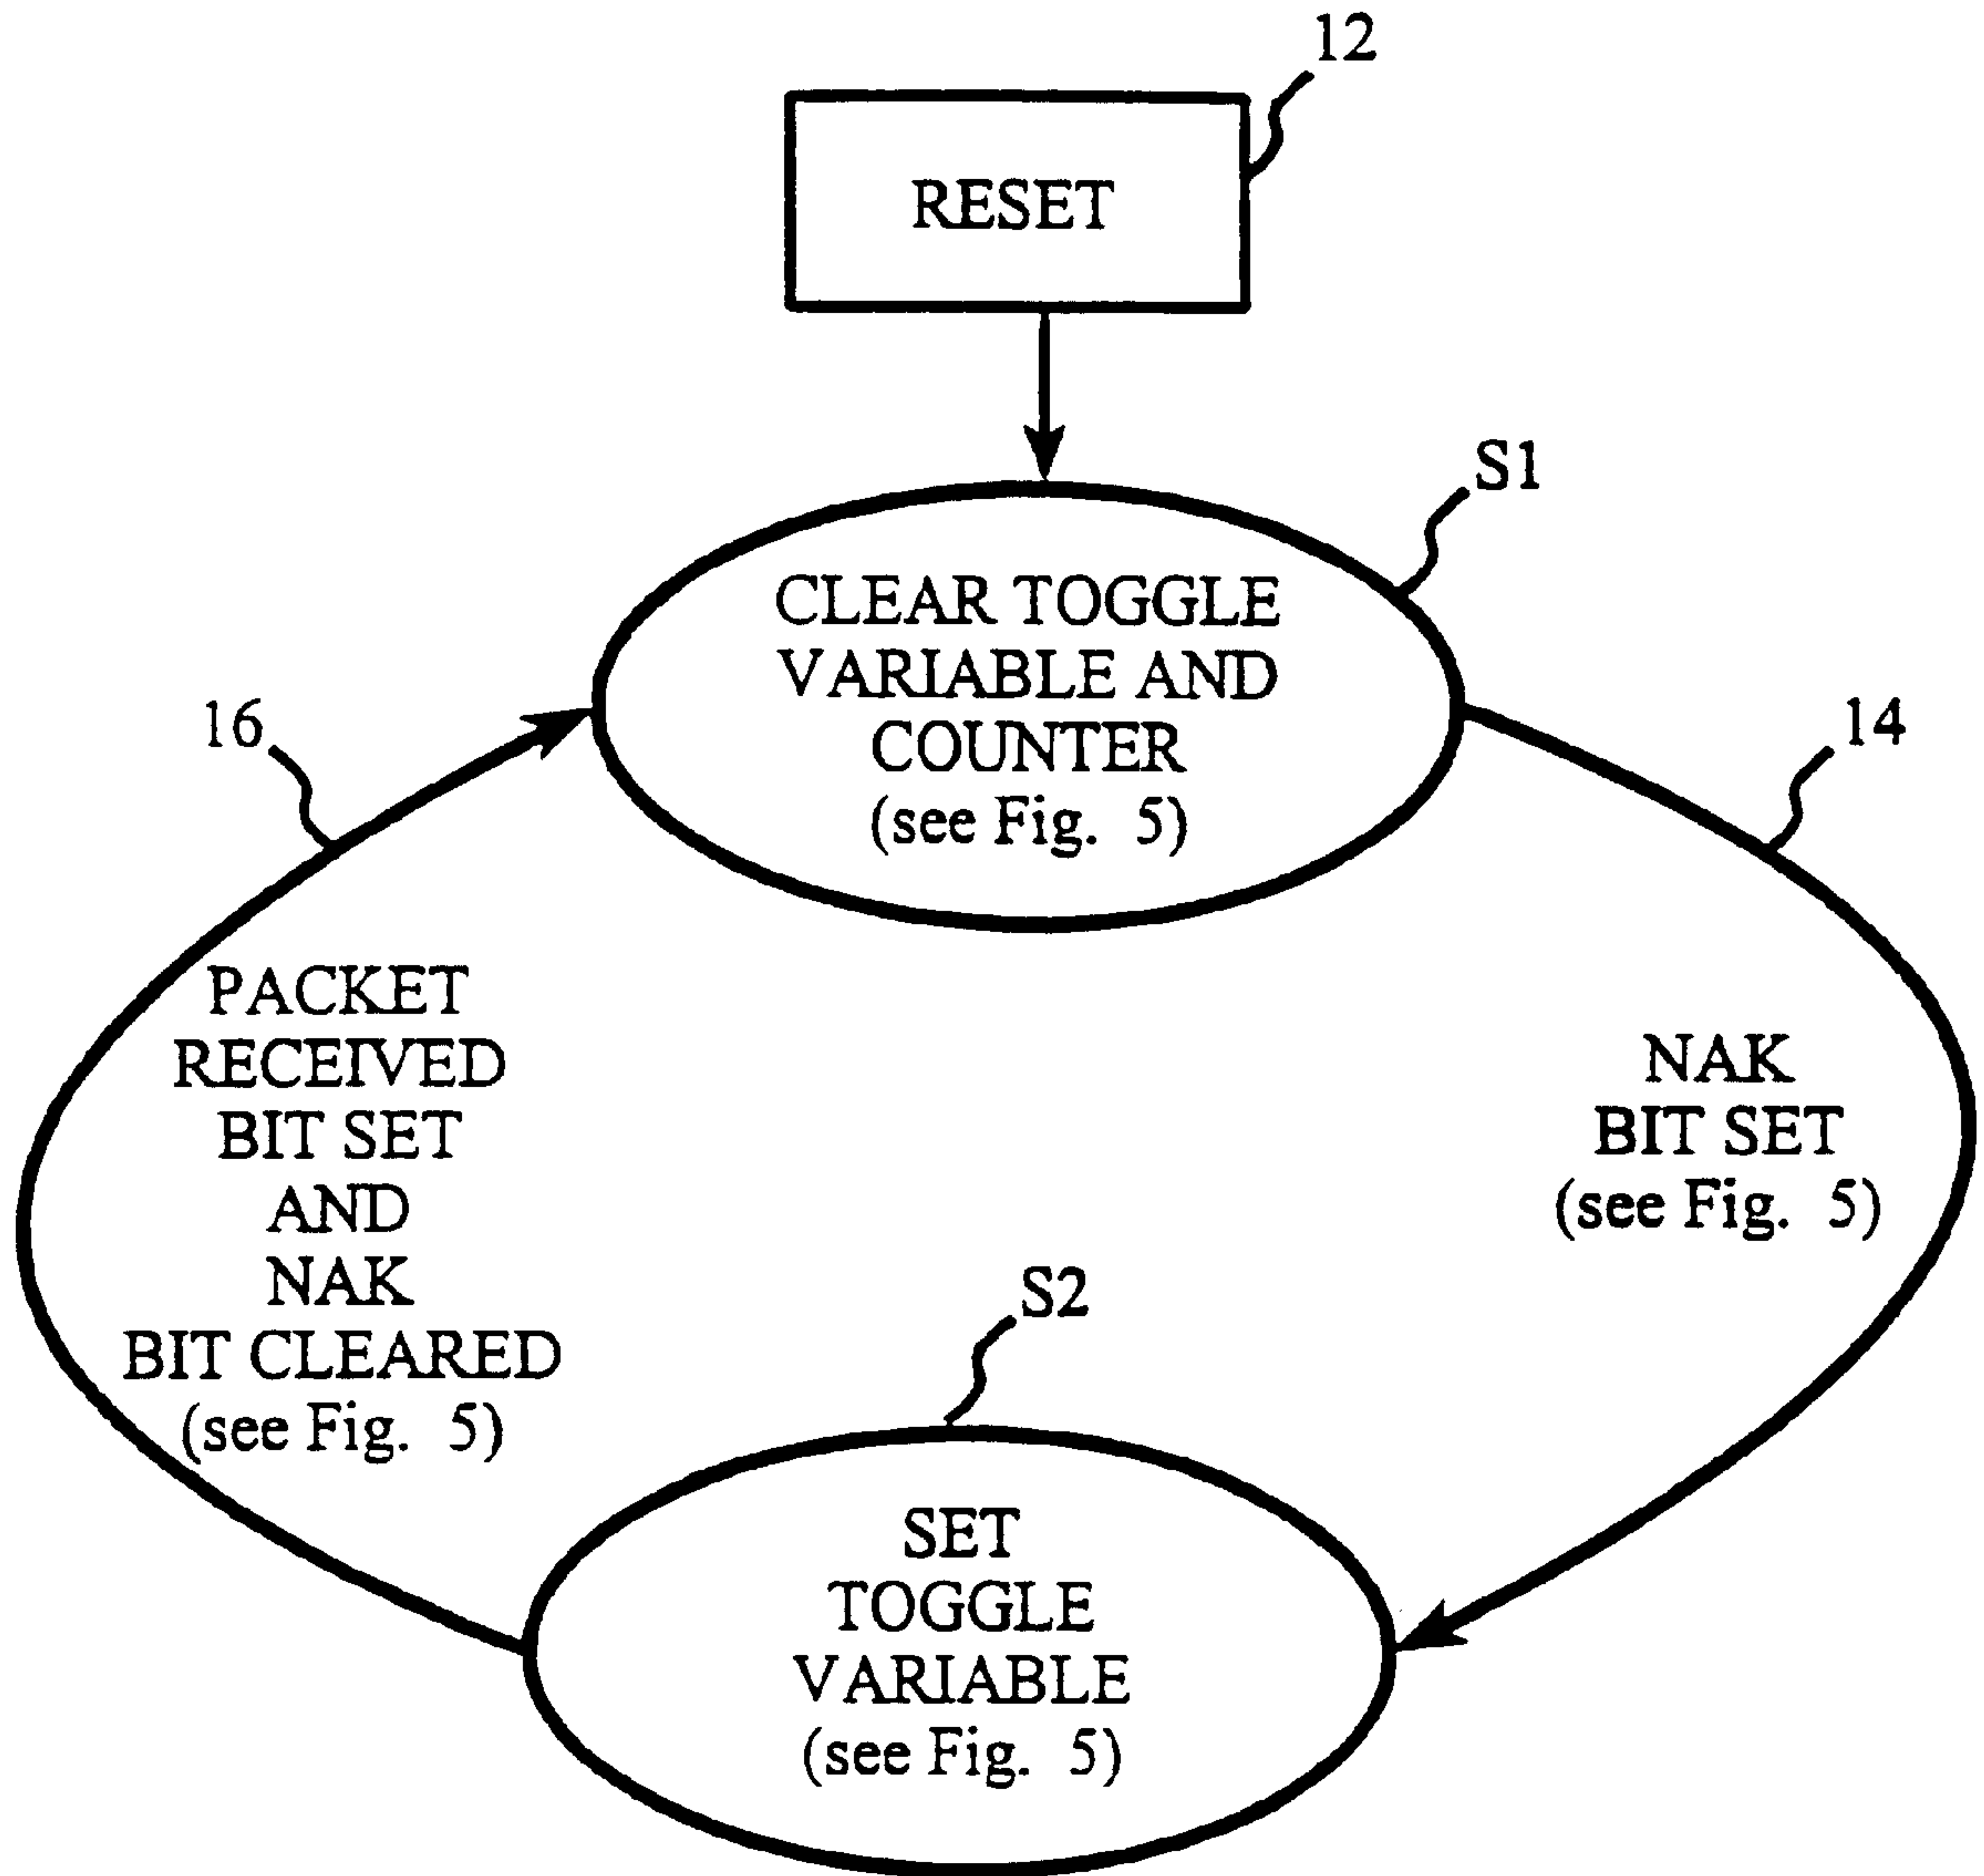 12
RESET
S1
CLEAR TOGGLE
VARIABLE AND
COUNTER
(see Fig. 5)
16
14
PACKET
RECEIVED
BIT SET
AND
NAK
BIT CLEARED
(see Fig. 5)
NAK
BIT SET
(see Fig. 5)
S2
SET
TOGGLE
VARIABLE
(see Fig. 5)